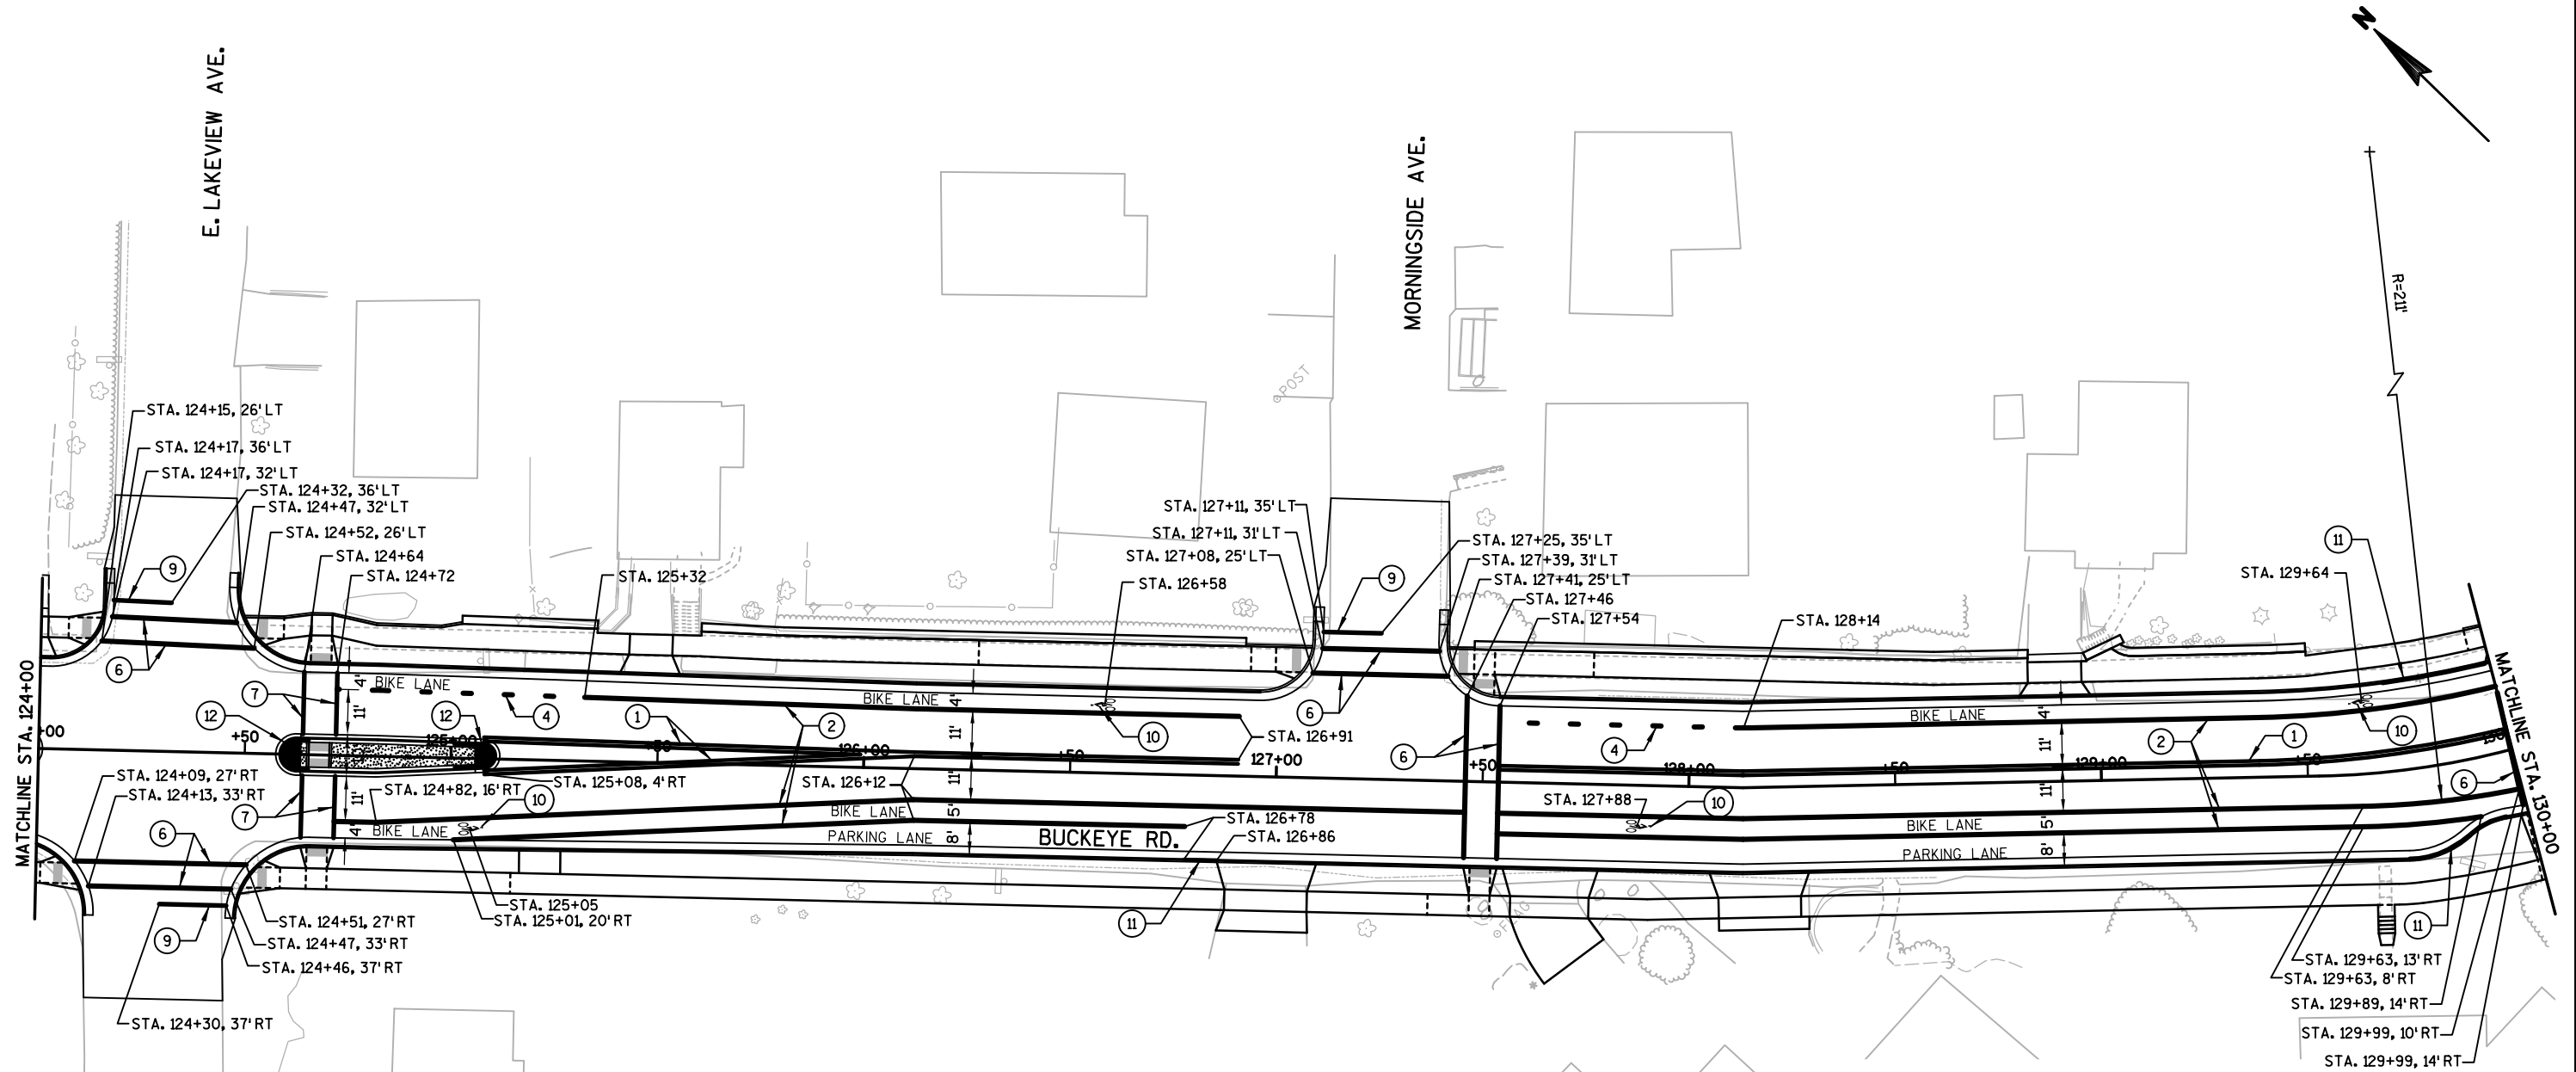 N
E. LAKEVIEW AVE.
MORNINGSIDE AVE.
R=211'
POST
STA. 124+15, 26' LT
STA. 124+17, 36' LT
STA. 124+17, 32' LT
STA. 124+32, 36' LT
STA. 124+47, 32' LT
STA. 124+52, 26' LT
STA. 124+64
STA. 124+72
STA. 125+32
STA. 127+11, 35' LT
STA. 127+11, 31' LT
STA. 127+08, 25' LT
STA. 126+58
STA. 127+25, 35' LT
STA. 127+39, 31' LT
STA. 127+41, 25' LT
STA. 127+46
STA. 127+54
STA. 128+14
STA. 129+64
11
9
9
6
7
12
12
4
1
2
10
6
6
4
2
1
10
6
MATCHLINE STA. 124+00
MATCHLINE STA. 130+00
4'
BIKE LANE
11'
BIKE LANE
4'
11'
BIKE LANE
4'
11'
+00
+50
125+00
+50
126+00
+50
127+00
+50
128+00
+50
129+00
+50
130
STA. 126+91
STA. 124+09, 27' RT
STA. 124+13, 33' RT
STA. 125+08, 4' RT
STA. 126+12
11'
STA. 124+82, 16' RT
10
11'
4'
BIKE LANE
BIKE LANE
5'
PARKING LANE
8'
BUCKEYE RD.
STA. 126+78
STA. 126+86
STA. 127+88
10
11'
BIKE LANE
5'
PARKING LANE
8'
6
7
9
STA. 125+05
STA. 125+01, 20' RT
STA. 124+51, 27' RT
STA. 124+47, 33' RT
STA. 124+46, 37' RT
STA. 124+30, 37' RT
11
FLAG
11
STA. 129+63, 13' RT
STA. 129+63, 8' RT
STA. 129+89, 14' RT
STA. 129+99, 10' RT
STA. 129+99, 14' RT